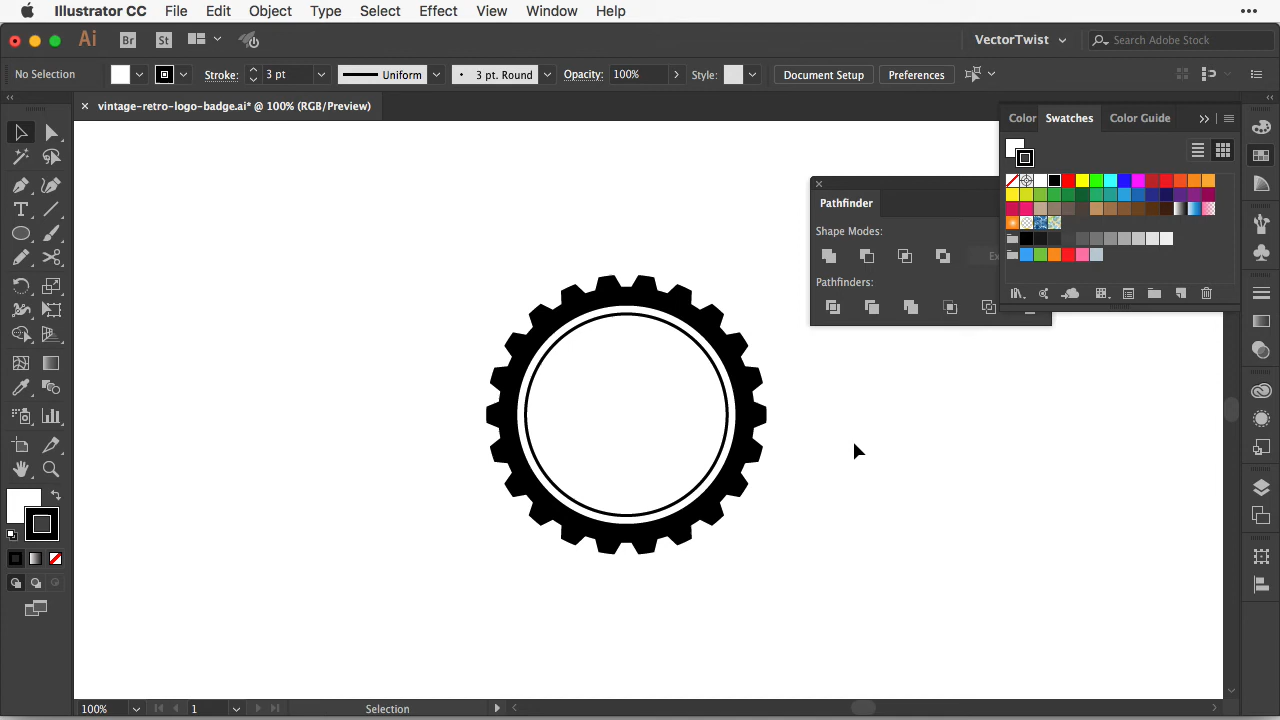 Illustrator CC File Edit Object Type Select Effect View Window Help
Ai Br St VectorTwist Search Adobe Stock
No Selection Stroke: 3 pt Uniform 3 pt. Round Opacity: 100% Style: Document Setup Preferences
vintage-retro-logo-badge.ai* @ 100% (RGB/Preview)
Color Swatches Color Guide
Pathfinder
Shape Modes:
Pathfinders:
100% 1 Selection